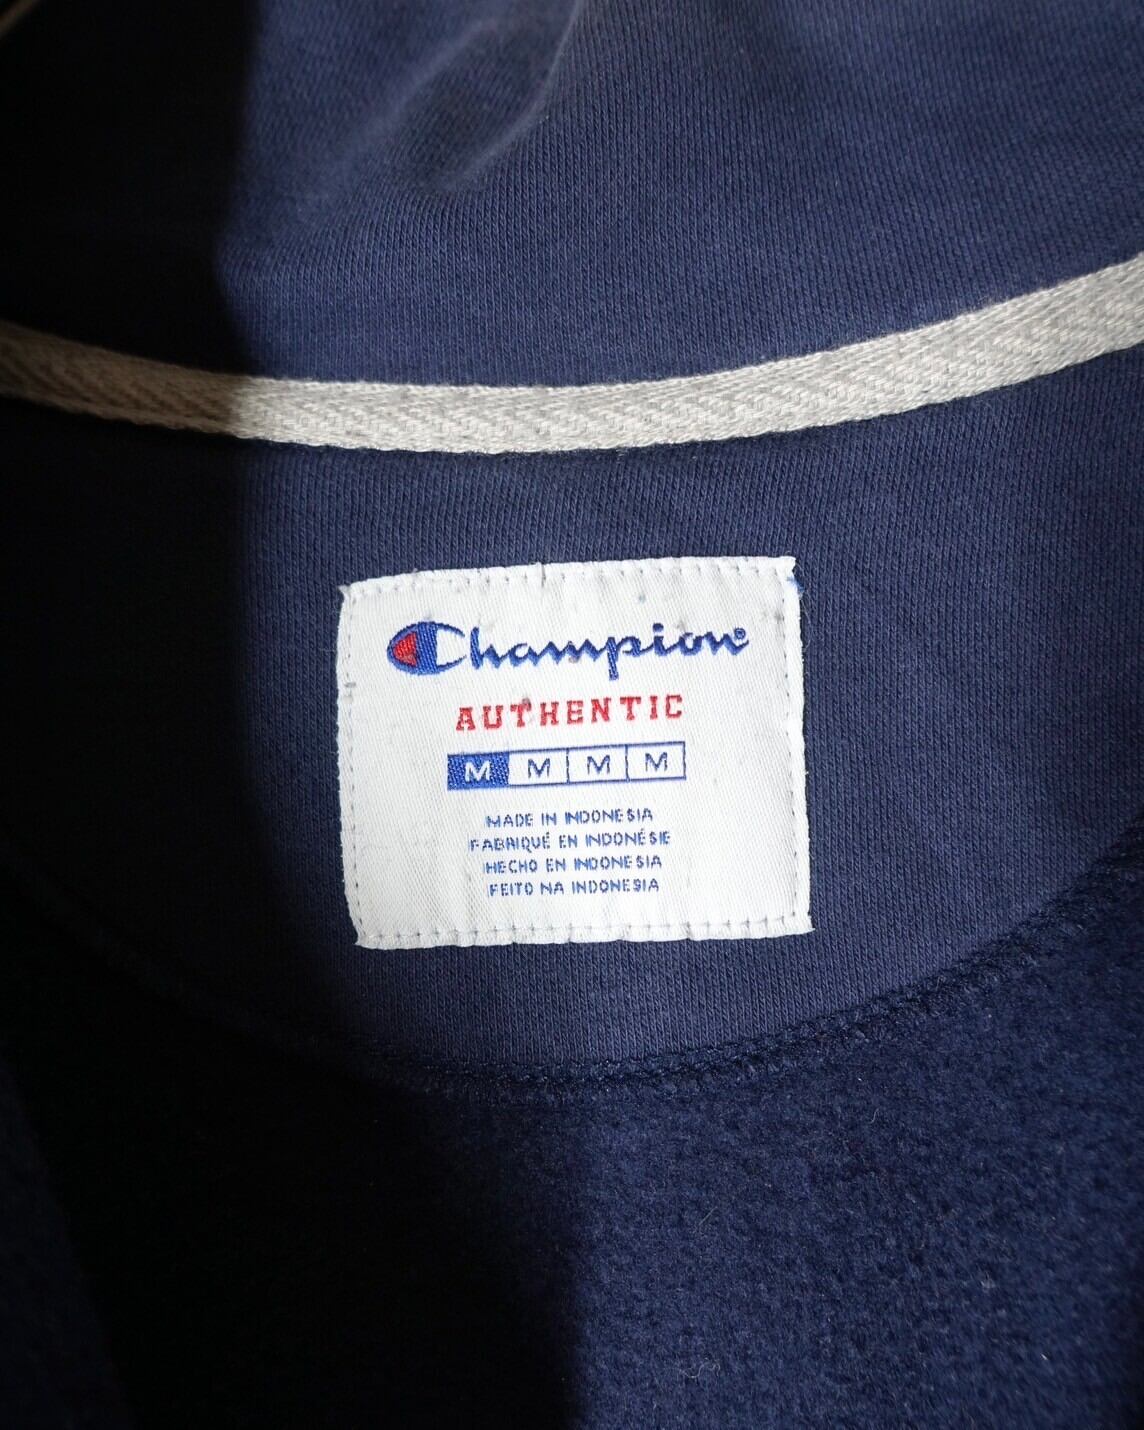 Champion
AUTHENTIC
M M M M
MADE IN INDONESIA
FABRIQUÉ EN INDONÉSIE
HECHO EN INDONESIA
FEITO NA INDONESIA